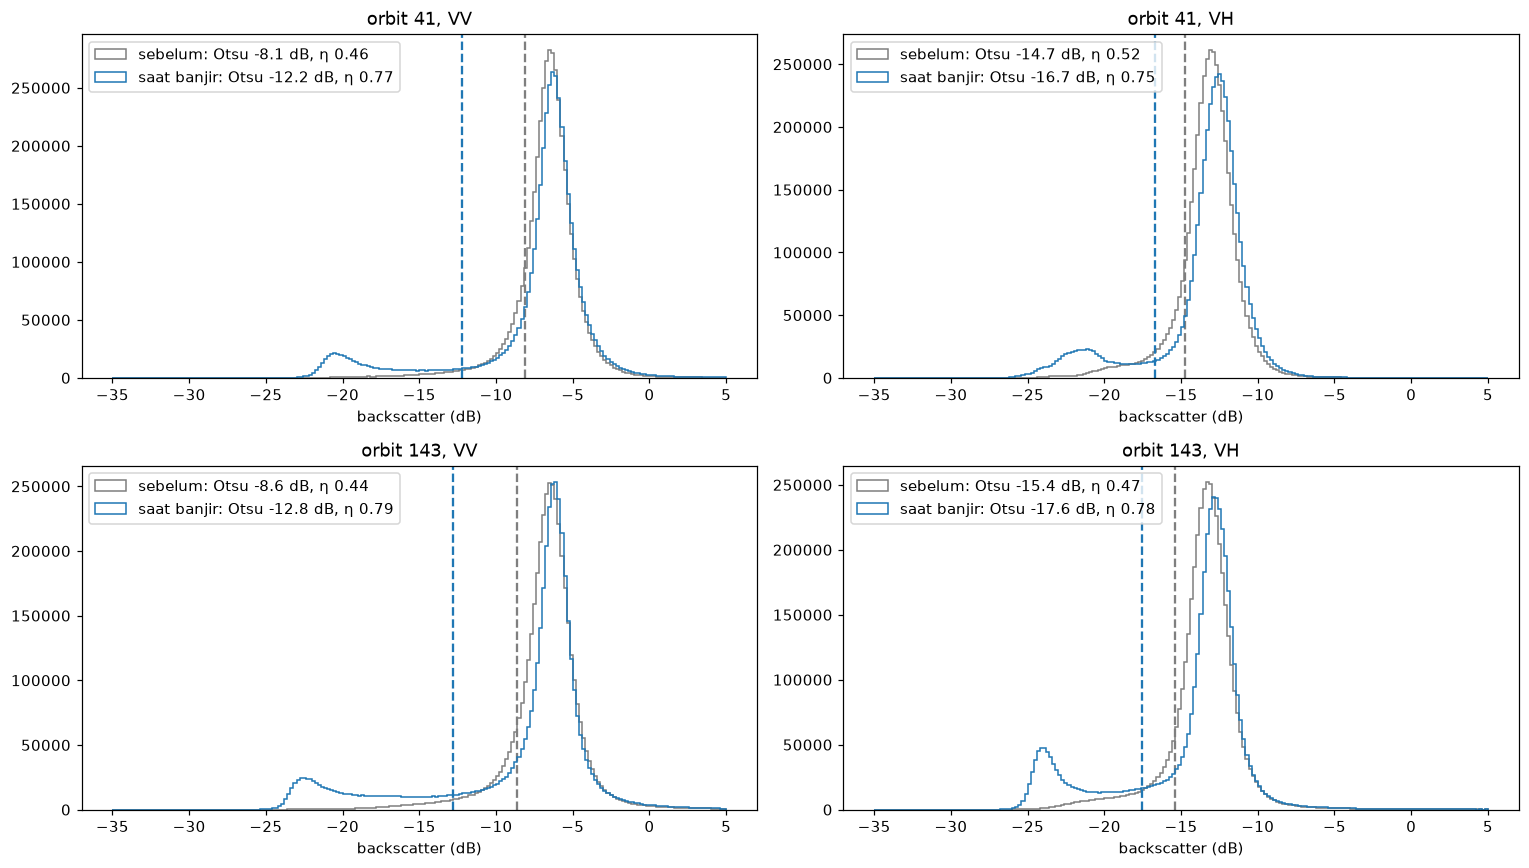 orbit 41, VV
sebelum: Otsu -8.1 dB, η 0.46
saat banjir: Otsu -12.2 dB, η 0.77
250000
200000
150000
100000
50000
0
−35 −30 −25 −20 −15 −10 −5 0 5
backscatter (dB)
orbit 41, VH
sebelum: Otsu -14.7 dB, η 0.52
saat banjir: Otsu -16.7 dB, η 0.75
250000
200000
150000
100000
50000
0
−35 −30 −25 −20 −15 −10 −5 0 5
backscatter (dB)
orbit 143, VV
sebelum: Otsu -8.6 dB, η 0.44
saat banjir: Otsu -12.8 dB, η 0.79
250000
200000
150000
100000
50000
0
−35 −30 −25 −20 −15 −10 −5 0 5
backscatter (dB)
orbit 143, VH
sebelum: Otsu -15.4 dB, η 0.47
saat banjir: Otsu -17.6 dB, η 0.78
250000
200000
150000
100000
50000
0
−35 −30 −25 −20 −15 −10 −5 0 5
backscatter (dB)